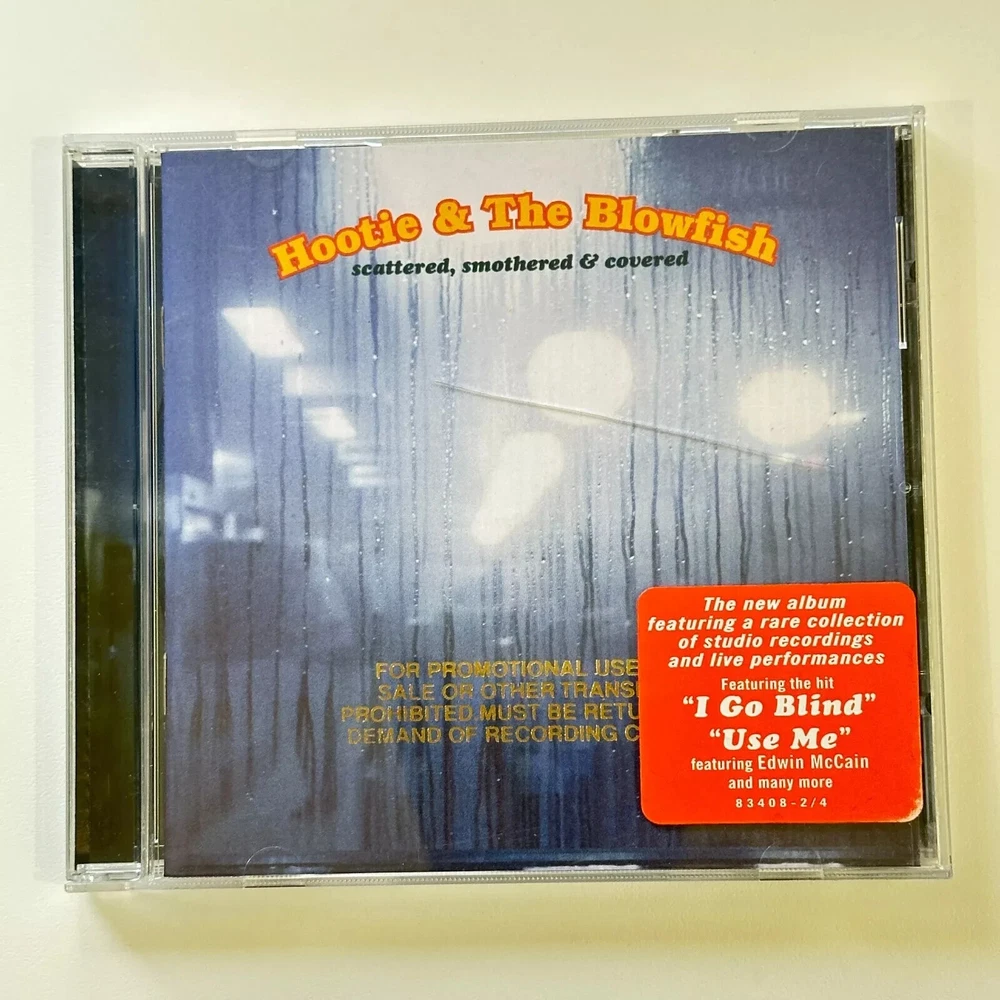 Hootie & The Blowfish
scattered, smothered & covered
FOR PROMOTIONAL USE
SALE OR OTHER
PROHIBITED. MUST BE
DEMAND OF RECORDING
The new album
featuring a rare collection
of studio recordings
and live performances
Featuring the hit
“I Go Blind”
“Use Me”
featuring Edwin McCain
and many more
83408-2/4